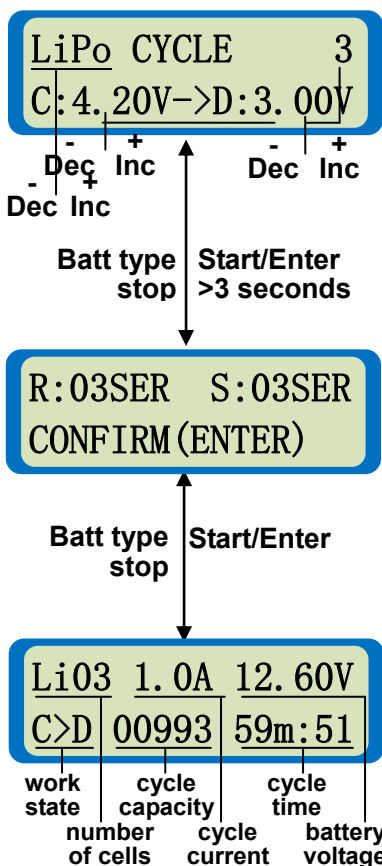 LiPo CYCLE 3
C:4.20V->D:3.00V
- + - +
Dec Inc Dec Inc
- +
Dec Inc
Batt type Start/Enter
stop >3 seconds
R:03SER S:03SER
CONFIRM(ENTER)
Batt type Start/Enter
stop
Li03 1.0A 12.60V
C>D 00993 59m:51
work cycle cycle
state capacity time
number cycle battery
of cells current voltage